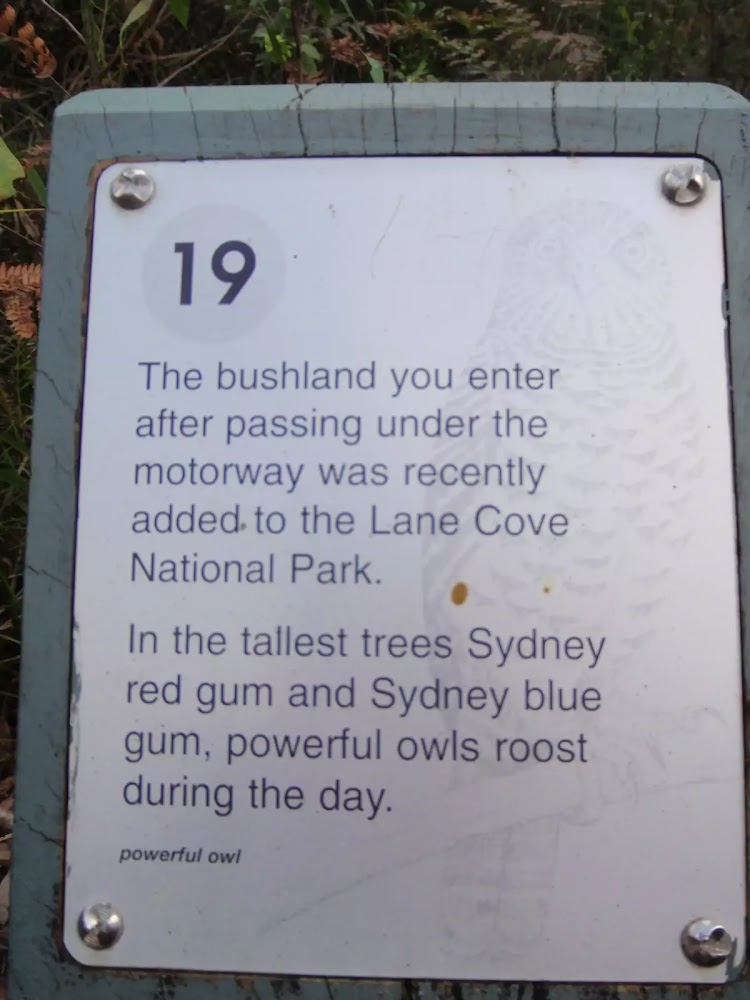 19
The bushland you enter
after passing under the
motorway was recently
added to the Lane Cove
National Park.
In the tallest trees Sydney
red gum and Sydney blue
gum, powerful owls roost
during the day.
powerful owl